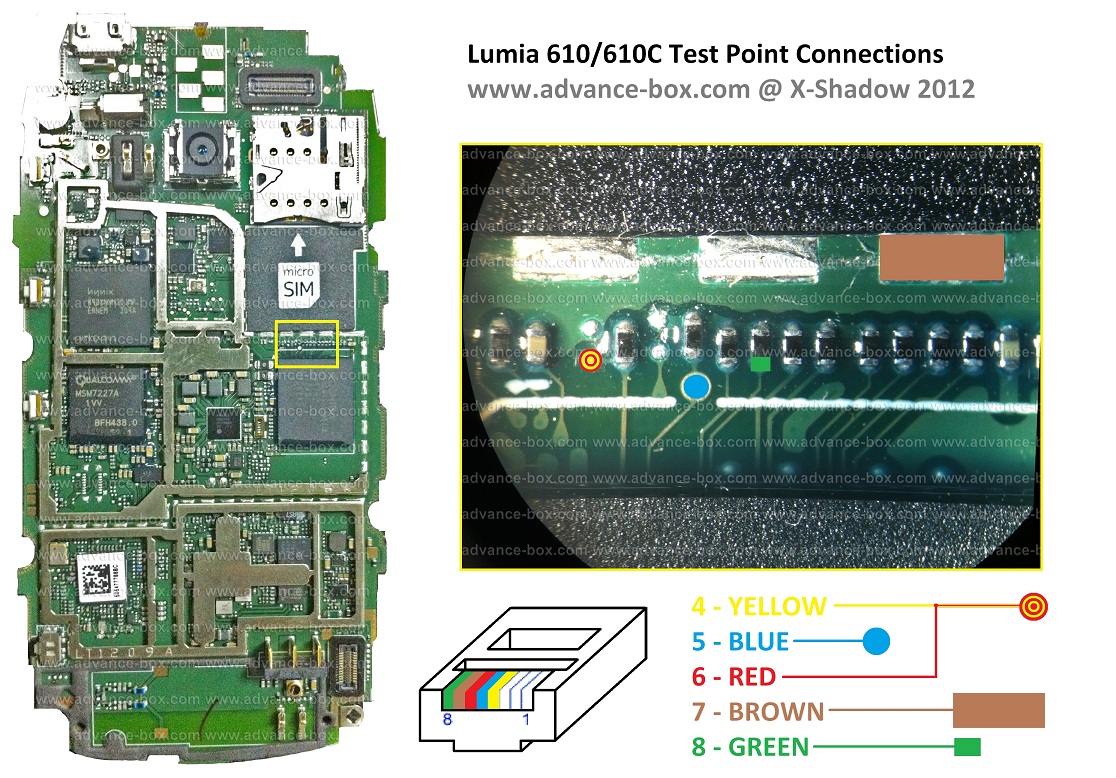 Lumia 610/610C Test Point Connections
www.advance-box.com @ X-Shadow 2012
micro
SIM
QUALCOMM
MSM7227A
1VV
BFH438.0
11209A
www.advance-box.com
4 - YELLOW
5 - BLUE
6 - RED
7 - BROWN
8 - GREEN
8 1